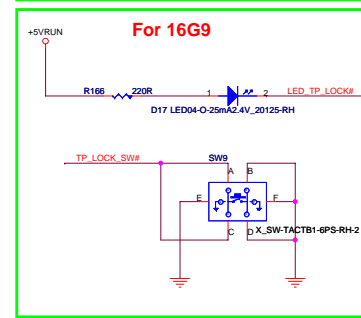 For 16G9
+5VRUN
R166 220R 1 2 LED_TP_LOCK#
D17 LED04-O-25mA2.4V_20125-RH
TP_LOCK_SW# SW9
A B
E F
C D X_SW-TACTB1-6PS-RH-2